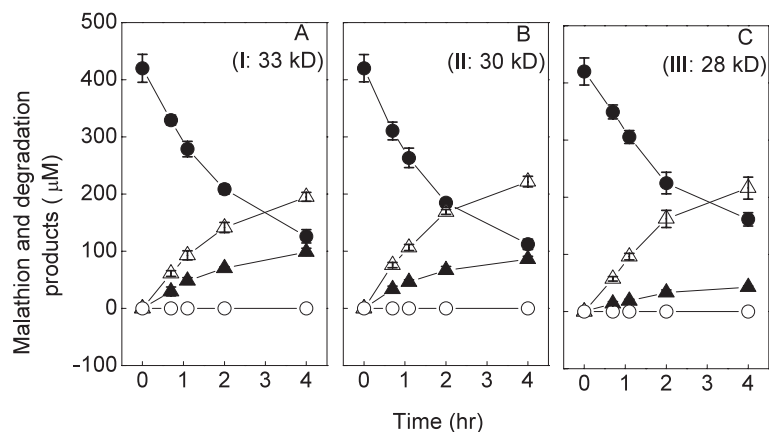 A
(I: 33 kD)
B
(II: 30 kD)
C
(III: 28 kD)
Malathion and degradation
products ( μM)
500
400
300
200
100
0
-100
0 1 2 3 4
0 1 2 3 4
0 1 2 3 4
Time (hr)